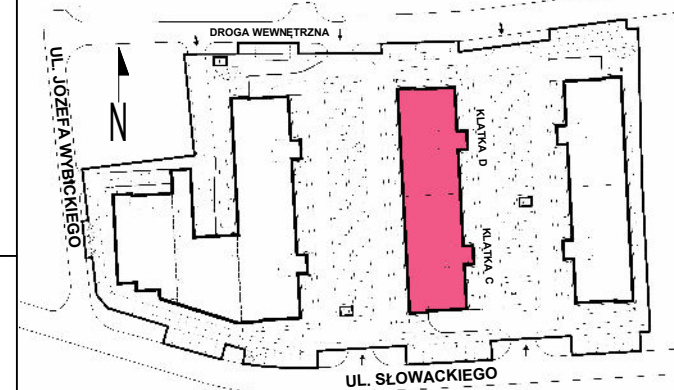 DROGA WEWNĘTRZNA
UL. JÓZEFA WYBICKIEGO
N
KLATKA D
KLATKA C
UL. SŁOWACKIEGO